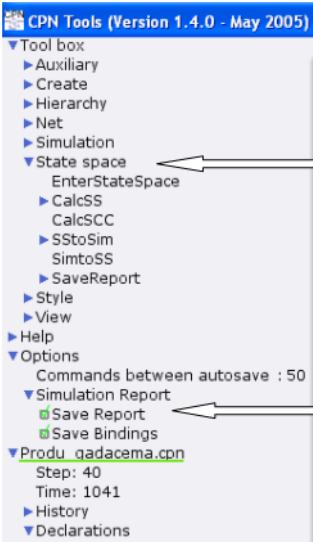 CPN Tools (Version 1.4.0 - May 2005)
Tool box
Auxiliary
Create
Hierarchy
Net
Simulation
State space
EnterStateSpace
CalcSS
CalcSCC
SStoSim
SimtoSS
SaveReport
Style
View
Help
Options
Commands between autosave : 50
Simulation Report
Save Report
Save Bindings
Produ_gadacema.cpn
Step: 40
Time: 1041
History
Declarations